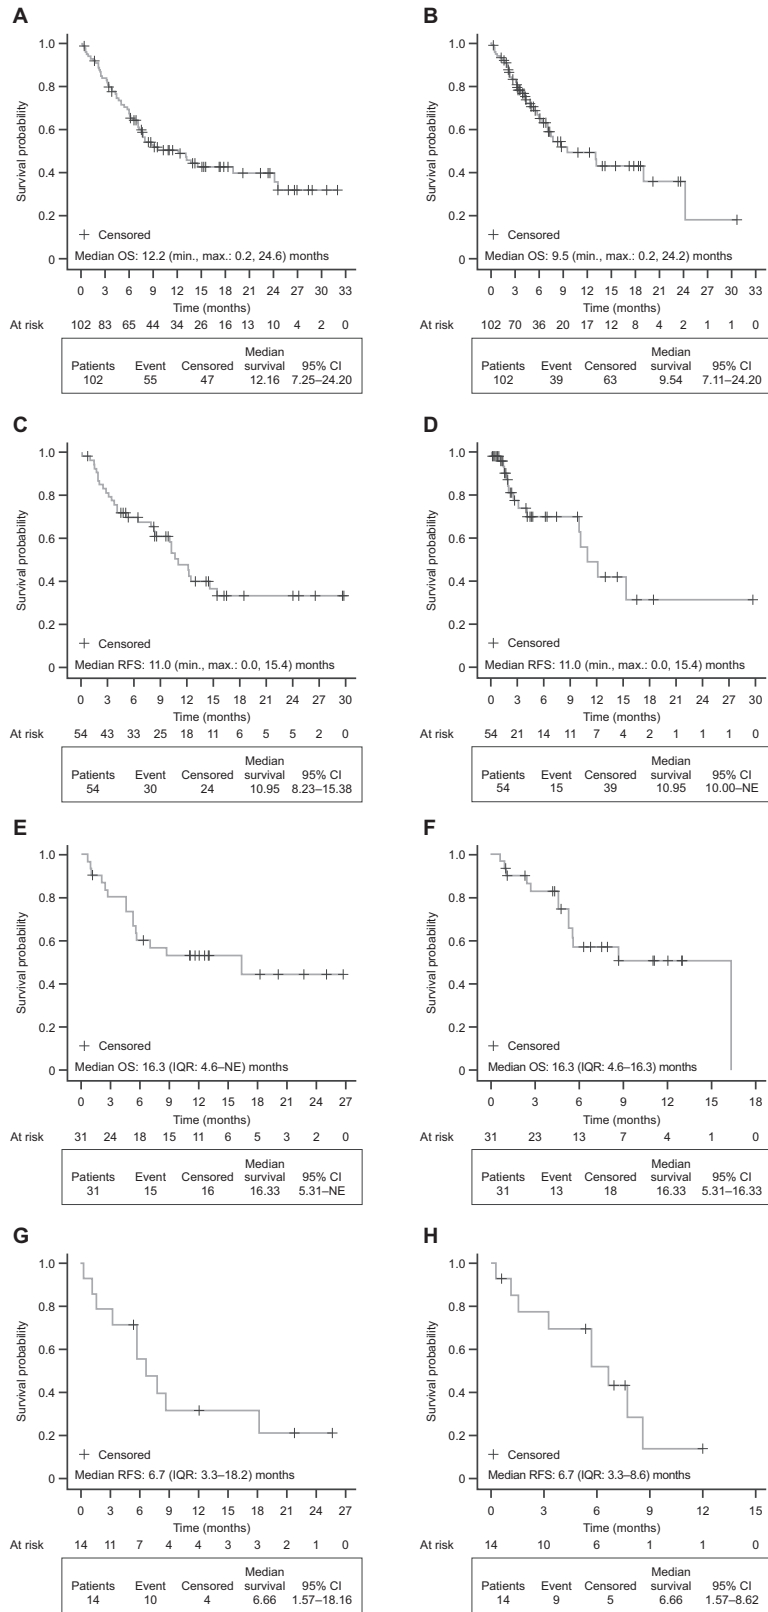 A
1.0
0.8
0.6
0.4
0.2
0
Survival probability
Censored
Median OS: 12.2 (min., max.: 0.2, 24.6) months
0 3 6 9 12 15 18 21 24 27 30 33
Time (months)
At risk 102 83 65 44 34 26 16 13 10 4 2 0
Patients Event Censored Median survival 95% CI
102 55 47 12.16 7.25–24.20
B
1.0
0.8
0.6
0.4
0.2
0
Survival probability
Censored
Median OS: 9.5 (min., max.: 0.2, 24.2) months
0 3 6 9 12 15 18 21 24 27 30 33
Time (months)
At risk 102 70 36 20 17 12 8 4 2 1 1 0
Patients Event Censored Median survival 95% CI
102 39 63 9.54 7.11–24.20
C
1.0
0.8
0.6
0.4
0.2
0
Survival probability
Censored
Median RFS: 11.0 (min., max.: 0.0, 15.4) months
0 3 6 9 12 15 18 21 24 27 30
Time (months)
At risk 54 43 33 25 18 11 6 5 5 2 0
Patients Event Censored Median survival 95% CI
54 30 24 10.95 8.23–15.38
D
1.0
0.8
0.6
0.4
0.2
0
Survival probability
Censored
Median RFS: 11.0 (min., max.: 0.0, 15.4) months
0 3 6 9 12 15 18 21 24 27 30
Time (months)
At risk 54 21 14 11 7 4 2 1 1 1 0
Patients Event Censored Median survival 95% CI
54 15 39 10.95 10.00–NE
E
1.0
0.8
0.6
0.4
0.2
0
Survival probability
Censored
Median OS: 16.3 (IQR: 4.6–NE) months
0 3 6 9 12 15 18 21 24 27
Time (months)
At risk 31 24 18 15 11 6 5 3 2 0
Patients Event Censored Median survival 95% CI
31 15 16 16.33 5.31–NE
F
1.0
0.8
0.6
0.4
0.2
0
Survival probability
Censored
Median OS: 16.3 (IQR: 4.6–16.3) months
0 3 6 9 12 15 18
Time (months)
At risk 31 23 13 7 4 1 0
Patients Event Censored Median survival 95% CI
31 13 18 16.33 5.31–16.33
G
1.0
0.8
0.6
0.4
0.2
0
Survival probability
Censored
Median RFS: 6.7 (IQR: 3.3–18.2) months
0 3 6 9 12 15 18 21 24 27
Time (months)
At risk 14 11 7 4 4 3 3 2 1 0
Patients Event Censored Median survival 95% CI
14 10 4 6.66 1.57–18.16
H
1.0
0.8
0.6
0.4
0.2
0
Survival probability
Censored
Median RFS: 6.7 (IQR: 3.3–8.6) months
0 3 6 9 12 15
Time (months)
At risk 14 10 6 1 1 0
Patients Event Censored Median survival 95% CI
14 9 5 6.66 1.57–8.62